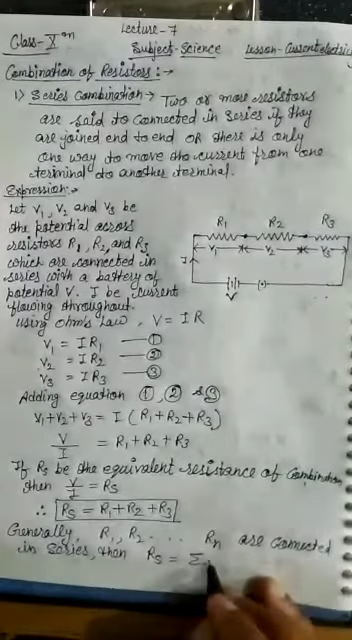 Lecture-7
Class-Xth Subject-Science Lesson-Current electric
Combination of Resistors:→
1) Series Combination→ Two or more resistors
are said to connected in series if they
are joined end to end OR there is only
one way to move the current from one
terminal to another terminal.
Expression:-
Let V₁, V₂ and V₃ be
the potential across
resistors R₁, R₂, and R₃
which are connected in
series with a battery of
potential V. I be current
flowing throughout.
R₁ R₂ R₃
V₁ V₂ V₃
I
V
using ohm's law, V = IR
V₁ = IR₁ —①
V₂ = IR₂ —②
V₃ = IR₃ —③
Adding equation ①, ② & ③
V₁+V₂+V₃ = I (R₁+R₂+R₃)
V/I = R₁+R₂+R₃
If Rs be the equivalent resistance of combination
then V/I = Rs
∴ Rs = R₁+R₂+R₃
Generally, R₁, R₂ . . . . . Rn are connected
in series, then Rs = Σ